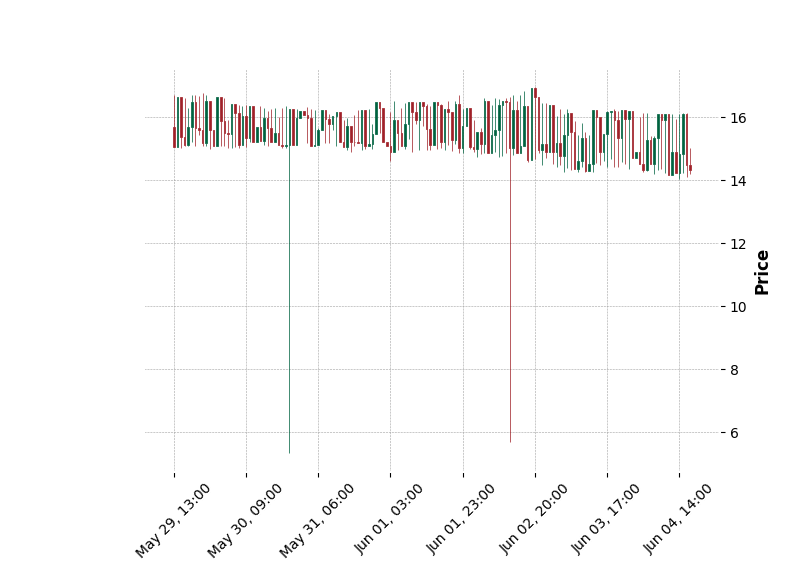 16
14
12
10
8
6
Price
May 29, 13:00
May 30, 09:00
May 31, 06:00
Jun 01, 03:00
Jun 01, 23:00
Jun 02, 20:00
Jun 03, 17:00
Jun 04, 14:00